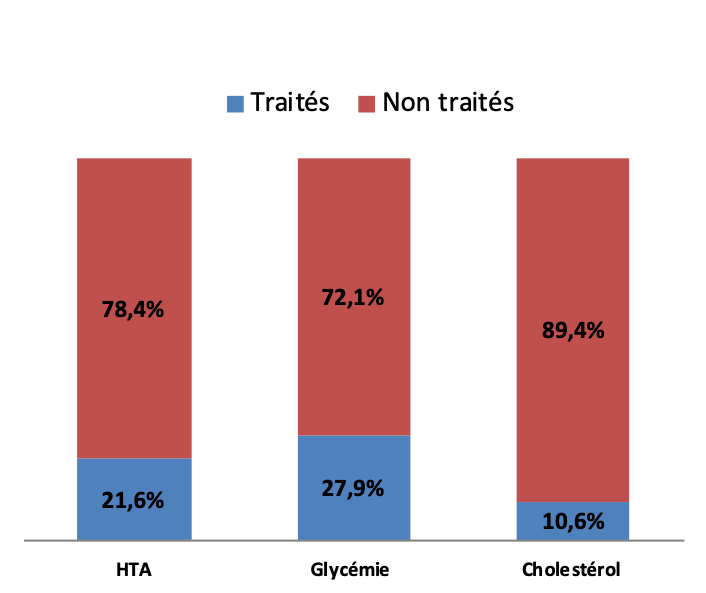 Traités Non traités
78,4% 72,1% 89,4%
21,6% 27,9% 10,6%
HTA Glycémie Cholestérol